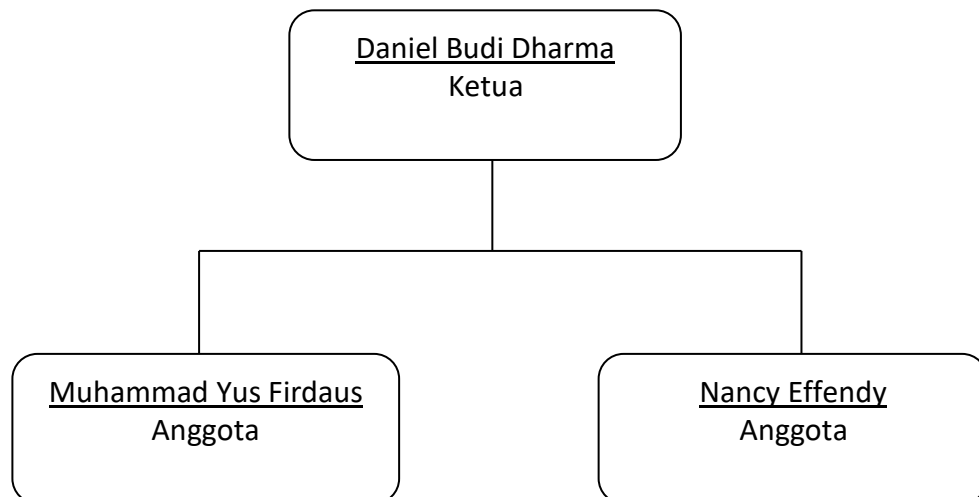 Daniel Budi Dharma
Ketua
Muhammad Yus Firdaus
Anggota
Nancy Effendy
Anggota